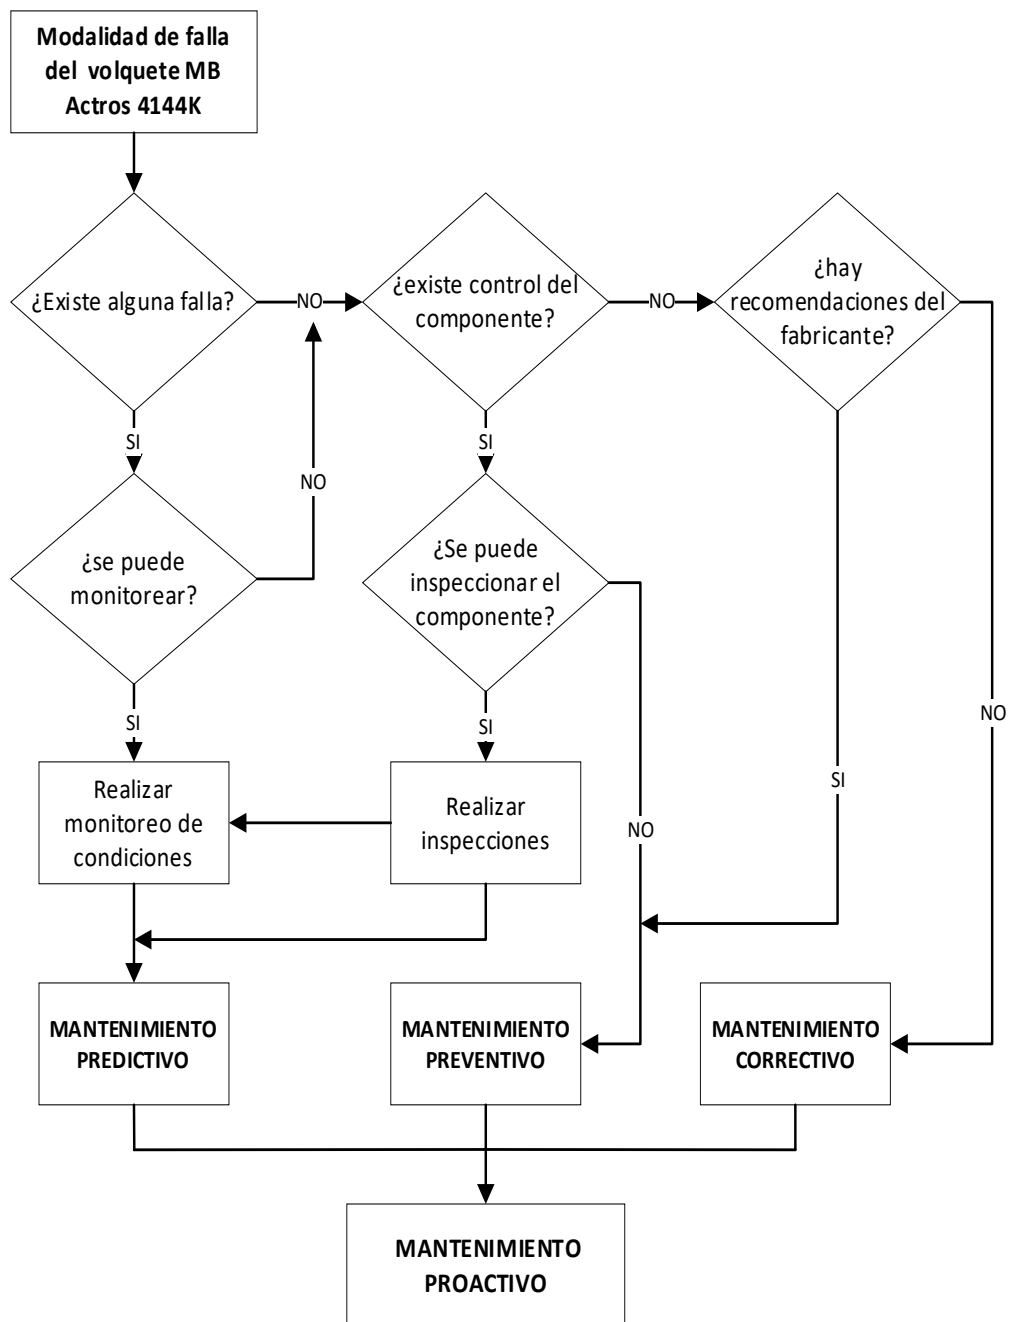 Modalidad de falla
del volquete MB
Actros 4144K
¿Existe alguna falla?
NO
¿existe control del
componente?
NO
¿hay
recomendaciones del
fabricante?
SI
NO
SI
¿se puede
monitorear?
¿Se puede
inspeccionar el
componente?
SI
SI
NO
SI
NO
Realizar
monitoreo de
condiciones
Realizar
inspecciones
MANTENIMIENTO
PREDICTIVO
MANTENIMIENTO
PREVENTIVO
MANTENIMIENTO
CORRECTIVO
MANTENIMIENTO
PROACTIVO